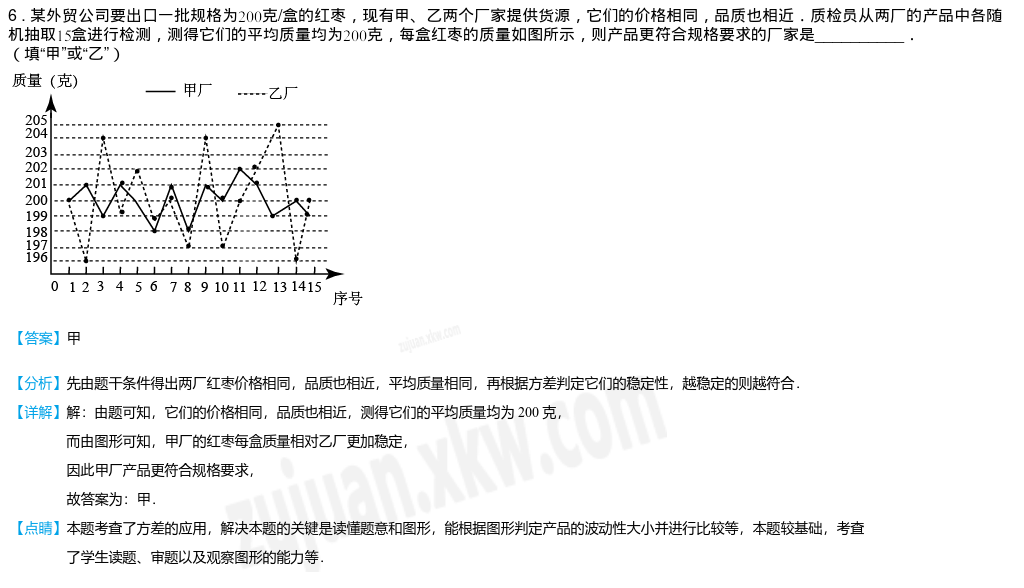 6．某外贸公司要出口一批规格为200克/盒的红枣，现有甲、乙两个厂家提供货源，它们的价格相同，品质也相近．质检员从两厂的产品中各随
机抽取15盒进行检测，测得它们的平均质量均为200克，每盒红枣的质量如图所示，则产品更符合规格要求的厂家是___________．
（填“甲”或“乙”）
质量（克）
甲厂
乙厂
205
204
203
202
201
200
199
198
197
196
0 1 2 3 4 5 6 7 8 9 10 11 12 13 14 15
序号
【答案】甲
【分析】先由题干条件得出两厂红枣价格相同，品质也相近，平均质量相同，再根据方差判定它们的稳定性，越稳定的则越符合．
【详解】解：由题可知，它们的价格相同，品质也相近，测得它们的平均质量均为 200 克，
而由图形可知，甲厂的红枣每盒质量相对乙厂更加稳定，
因此甲厂产品更符合规格要求，
故答案为：甲．
【点睛】本题考查了方差的应用，解决本题的关键是读懂题意和图形，能根据图形判定产品的波动性大小并进行比较等，本题较基础，考查
了学生读题、审题以及观察图形的能力等．
zujuan.xkw.com
zujuan.xkw.com